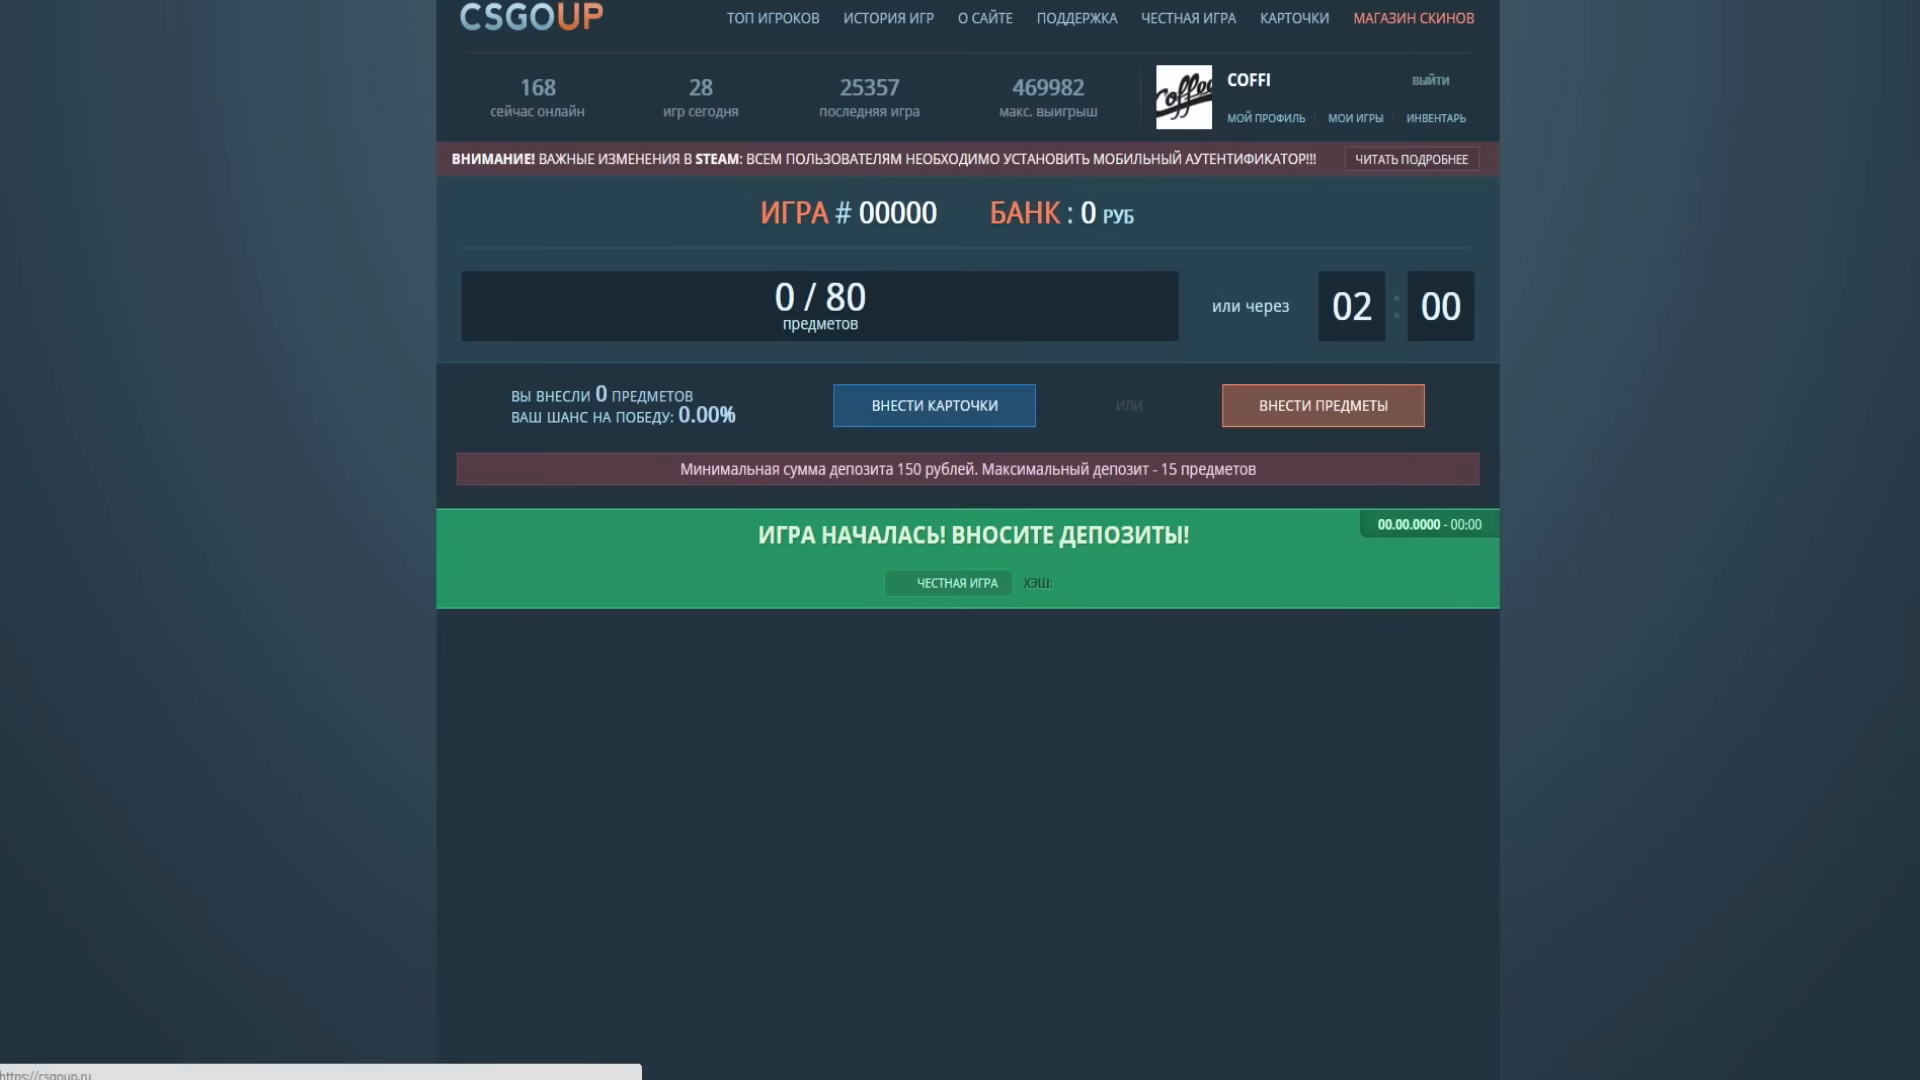 CSGOUP
ТОП ИГРОКОВ ИСТОРИЯ ИГР О САЙТЕ ПОДДЕРЖКА ЧЕСТНАЯ ИГРА КАРТОЧКИ МАГАЗИН СКИНОВ
168 28 25357 469982
сейчас онлайн игр сегодня последняя игра макс. выигрыш
Coffee
COFFI ВЫЙТИ
МОЙ ПРОФИЛЬ МОИ ИГРЫ ИНВЕНТАРЬ
ВНИМАНИЕ! ВАЖНЫЕ ИЗМЕНЕНИЯ В STEAM: ВСЕМ ПОЛЬЗОВАТЕЛЯМ НЕОБХОДИМО УСТАНОВИТЬ МОБИЛЬНЫЙ АУТЕНТИФИКАТОР!!! ЧИТАТЬ ПОДРОБНЕЕ
ИГРА # 00000 БАНК : 0 РУБ
0 / 80
предметов
или через 02 : 00
ВЫ ВНЕСЛИ 0 ПРЕДМЕТОВ
ВАШ ШАНС НА ПОБЕДУ: 0.00%
ВНЕСТИ КАРТОЧКИ ИЛИ ВНЕСТИ ПРЕДМЕТЫ
Минимальная сумма депозита 150 рублей. Максимальный депозит - 15 предметов
ИГРА НАЧАЛАСЬ! ВНОСИТЕ ДЕПОЗИТЫ!
00.00.0000 - 00:00
ЧЕСТНАЯ ИГРА ХЭШ:
https://csgoup.ru